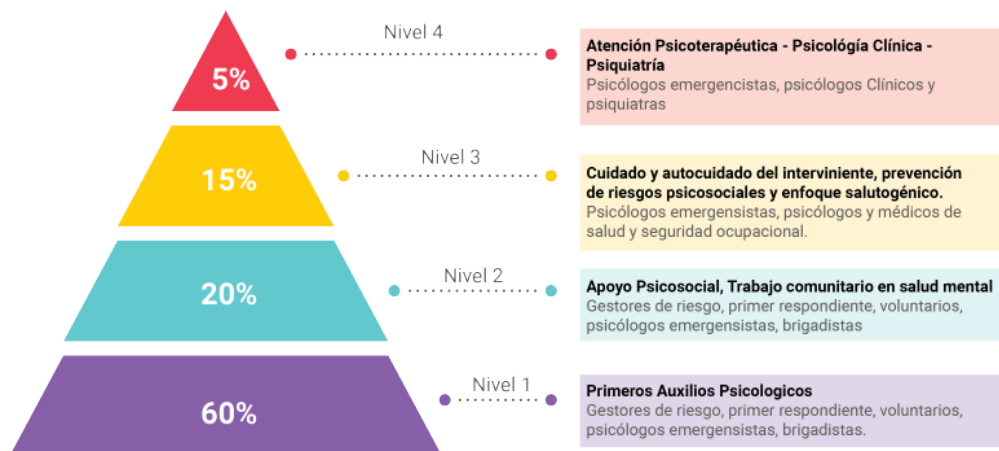 Nivel 4
5%
Atención Psicoterapéutica - Psicológía Clínica -
Psiquiatría
Psicólogos emergencistas, psicólogos Clínicos y
psiquiatras
Nivel 3
15%
Cuidado y autocuidado del interviniente, prevención
de riesgos psicosociales y enfoque salutogénico.
Psicólogos emergensistas, psicólogos y médicos de
salud y seguridad ocupacional.
Nivel 2
20%
Apoyo Psicosocial, Trabajo comunitario en salud mental
Gestores de riesgo, primer respondiente, voluntarios,
psicólogos emergensistas, brigadistas
Nivel 1
60%
Primeros Auxilios Psicologicos
Gestores de riesgo, primer respondiente, voluntarios,
psicólogos emergensistas, brigadistas.